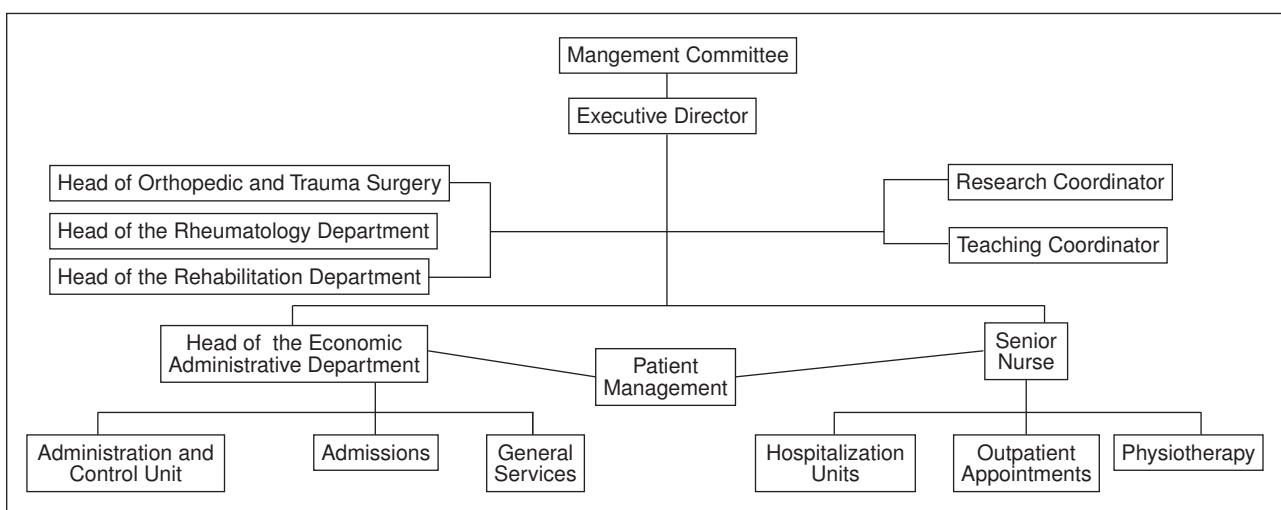 Mangement Committee
Executive Director
Head of Orthopedic and Trauma Surgery
Head of the Rheumatology Department
Head of the Rehabilitation Department
Research Coordinator
Teaching Coordinator
Head of the Economic
Administrative Department
Patient
Management
Senior
Nurse
Administration and
Control Unit
Admissions
General
Services
Hospitalization
Units
Outpatient
Appointments
Physiotherapy